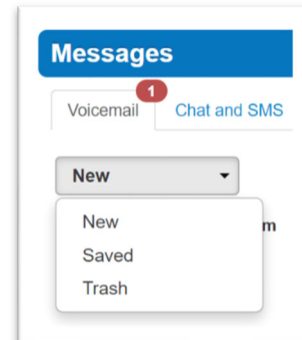 Messages
1
Voicemail Chat and SMS
New
New
m
Saved
Trash